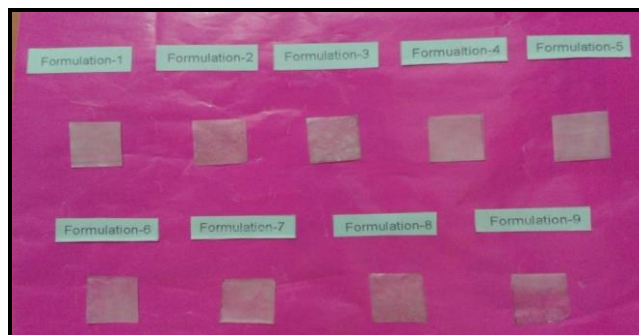 Formulation-1
Formulation-2
Formulation-3
Formualtion-4
Formulation-5
Formulation-6
Formulation-7
Formulation-8
Formulation-9